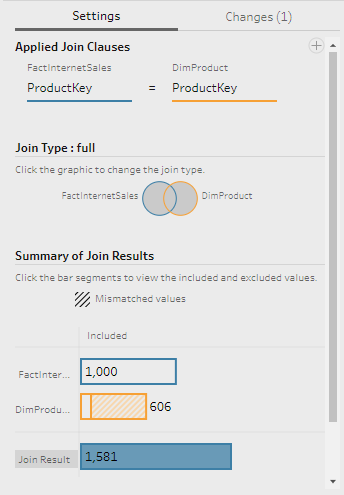 Settings Changes (1)
Applied Join Clauses
FactInternetSales DimProduct
ProductKey = ProductKey
Join Type : full
Click the graphic to change the join type.
FactInternetSales DimProduct
Summary of Join Results
Click the bar segments to view the included and excluded values.
Mismatched values
Included
FactInter... 1,000
DimProdu... 606
Join Result 1,581